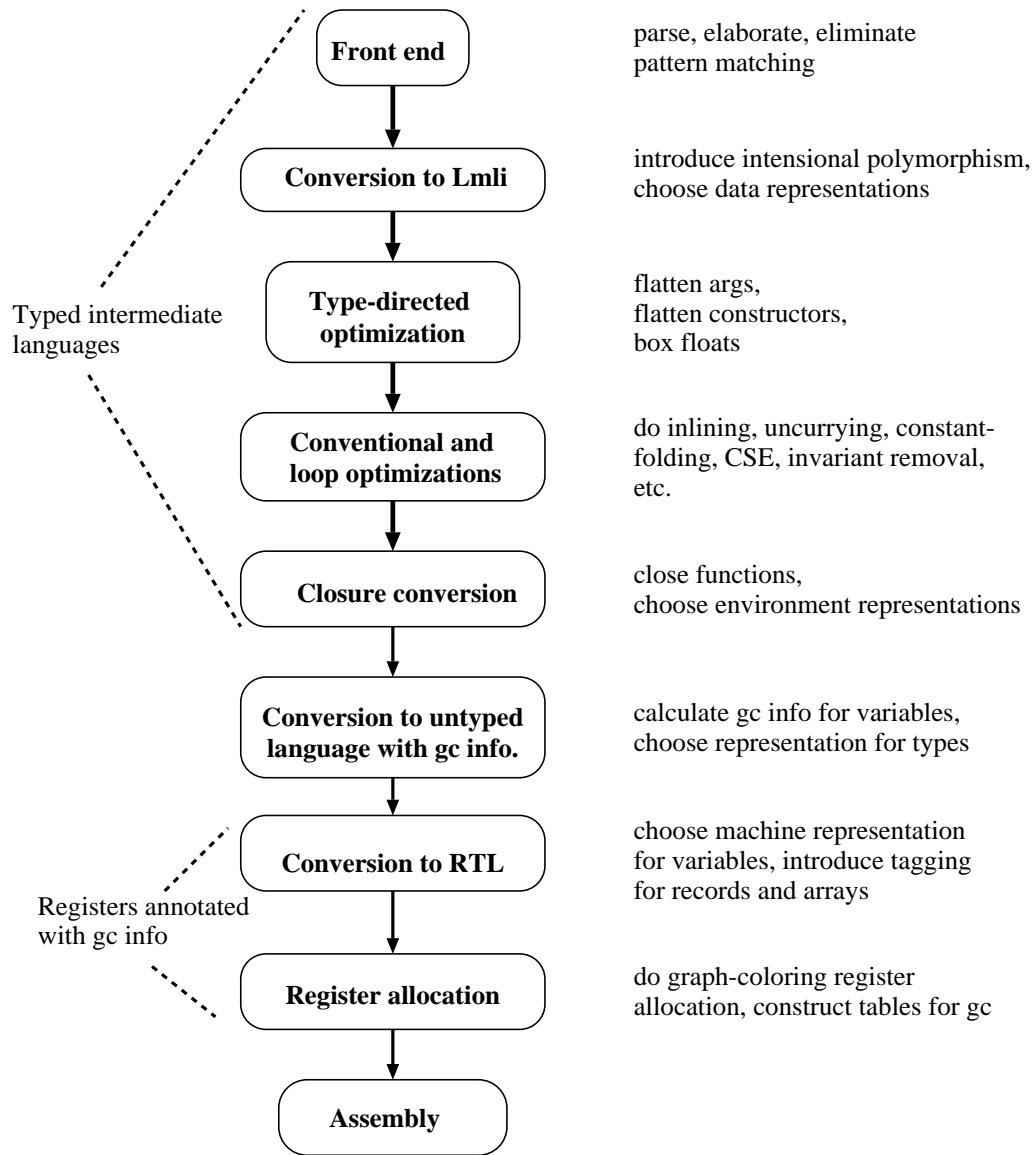 Front end
parse, elaborate, eliminate
pattern matching
Conversion to Lmli
introduce intensional polymorphism,
choose data representations
Typed intermediate
languages
Type-directed
optimization
flatten args,
flatten constructors,
box floats
Conventional and
loop optimizations
do inlining, uncurrying, constant-
folding, CSE, invariant removal,
etc.
Closure conversion
close functions,
choose environment representations
Conversion to untyped
language with gc info.
calculate gc info for variables,
choose representation for types
Conversion to RTL
choose machine representation
for variables, introduce tagging
for records and arrays
Registers annotated
with gc info
Register allocation
do graph-coloring register
allocation, construct tables for gc
Assembly